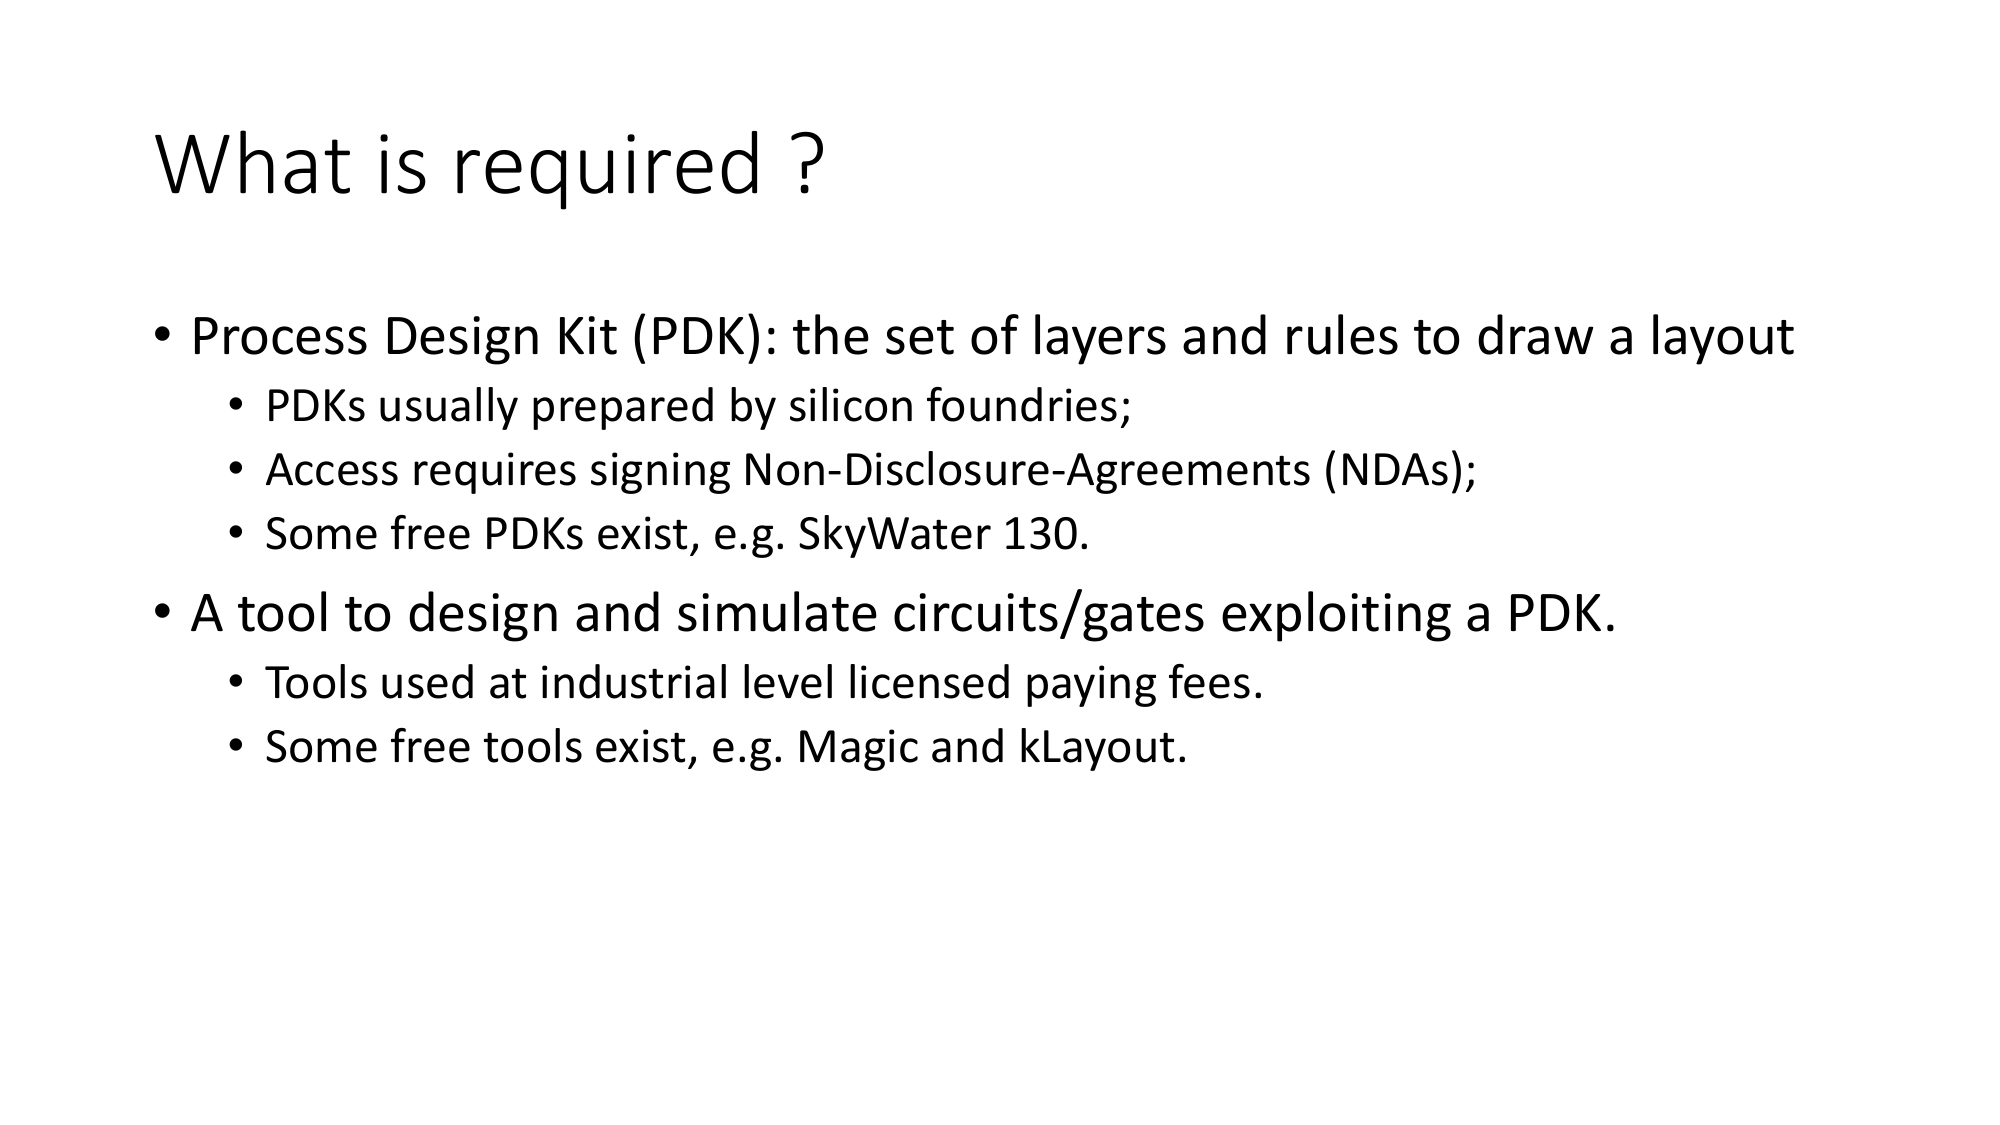 What is required ?
• Process Design Kit (PDK): the set of layers and rules to draw a layout
• PDKs usually prepared by silicon foundries;
• Access requires signing Non-Disclosure-Agreements (NDAs);
• Some free PDKs exist, e.g. SkyWater 130.
• A tool to design and simulate circuits/gates exploiting a PDK.
• Tools used at industrial level licensed paying fees.
• Some free tools exist, e.g. Magic and kLayout.